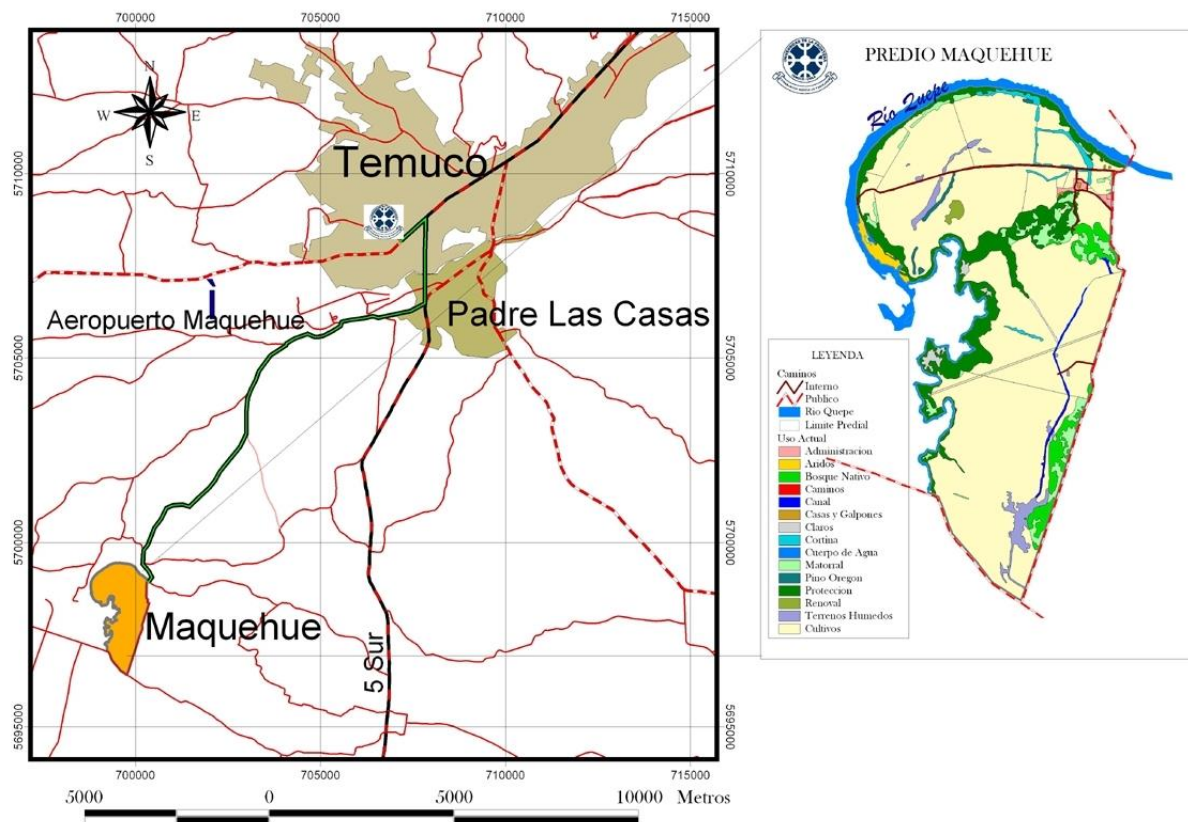 700000
705000
710000
715000
N
W
E
S
Temuco
5710000
5710000
Aeropuerto Maquehue
Padre Las Casas
5705000
5705000
5700000
5700000
Maquehue
5 Sur
5695000
5695000
700000
705000
710000
715000
5000
0
5000
10000
Metros
PREDIO MAQUEHUE
Río Quepe
LEYENDA
Caminos
Interno
Publico
Rio Quepe
Limite Predial
Uso Actual
Administracion
Aridos
Bosque Nativo
Caminos
Canal
Casas y Galpones
Claros
Cortina
Cuerpo de Agua
Matorral
Pino Oregon
Proteccion
Renoval
Terrenos Humedos
Cultivos